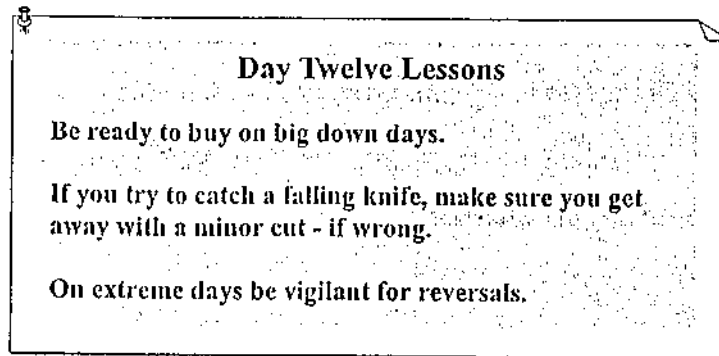 Day Twelve Lessons
Be ready to buy on big down days.
If you try to catch a falling knife, make sure you get
away with a minor cut - if wrong.
On extreme days be vigilant for reversals.